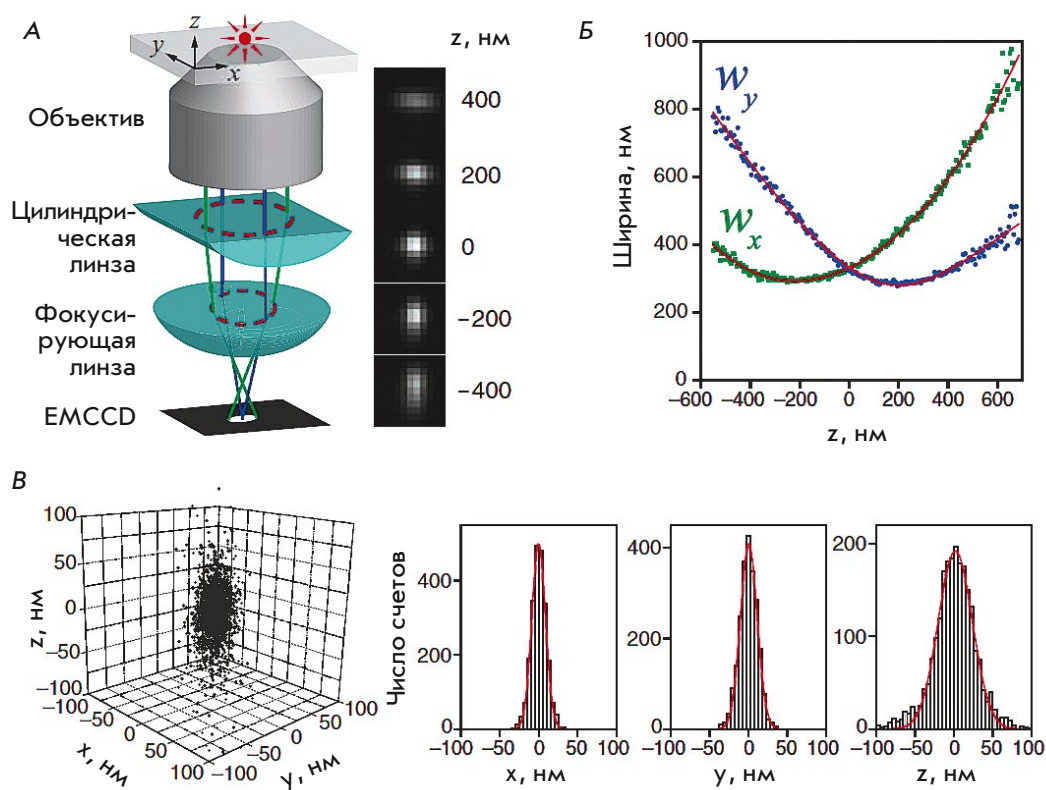 А
z
y
x
Объектив
Цилиндри-
ческая
линза
Фокуси-
рующая
линза
EMCCD
z, нм
400
200
0
−200
−400
Б
1000
800
600
400
200
0
Ширина, нм
w_y
w_x
−600 −400 −200 0 200 400 600
z, нм
В
100
50
0
−50
−100
z, нм
−100
−50
0
50
100
x, нм
−100
−50
0
50
100
y, нм
Число счетов
400
200
0
−100 −50 0 50 100
x, нм
400
200
0
−100 −50 0 50 100
y, нм
200
100
0
−100 −50 0 50 100
z, нм